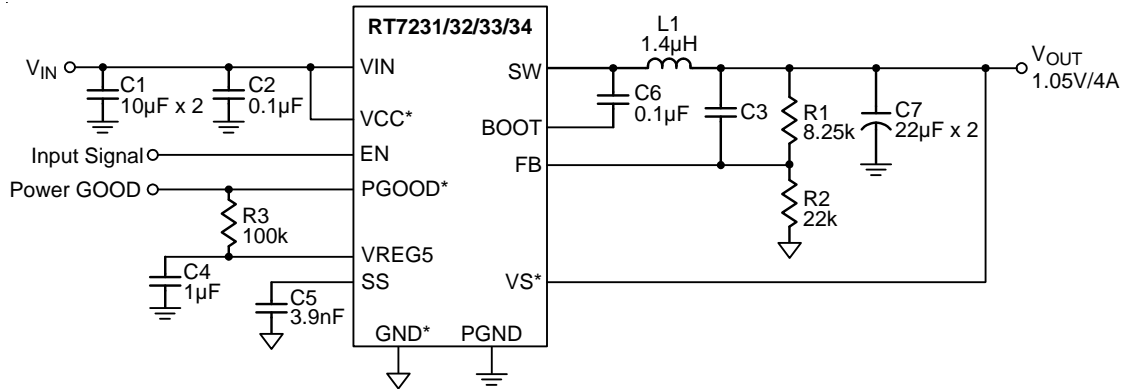 RT7231/32/33/34
L1
1.4µH
VIN
VIN
SW
VOUT
1.05V/4A
C1
10µF x 2
C2
0.1µF
C6
0.1µF
C3
R1
8.25k
C7
22µF x 2
VCC*
BOOT
Input Signal
EN
FB
Power GOOD
PGOOD*
R2
22k
R3
100k
VREG5
C4
1µF
SS
VS*
C5
3.9nF
GND*
PGND